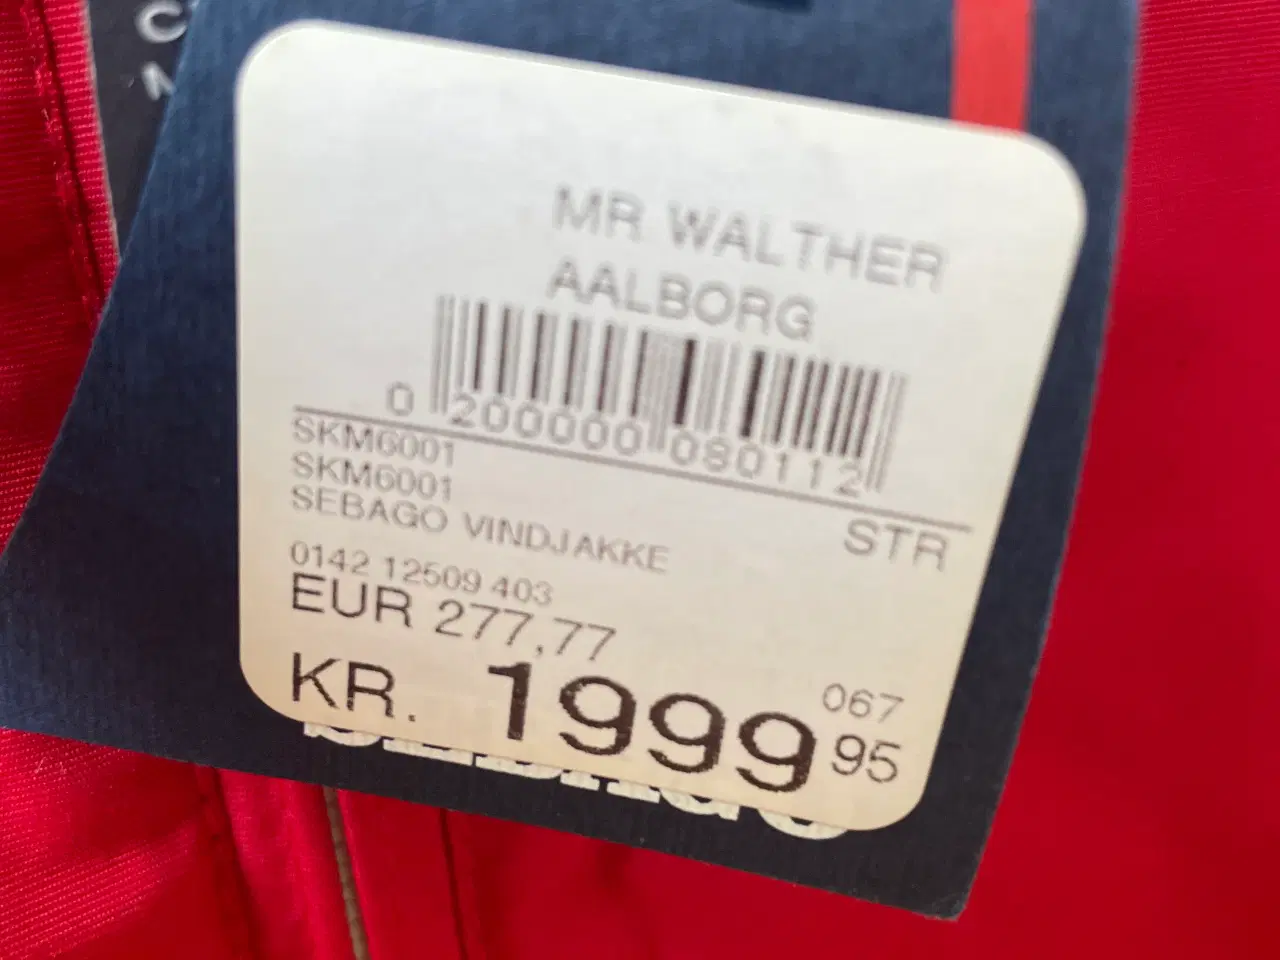 MR WALTHER
AALBORG
0 200000 080112
SKM6001
SKM6001
SEBAGO VINDJAKKE
STR
0142 12509 403
EUR 277,77
067
KR. 1999 95